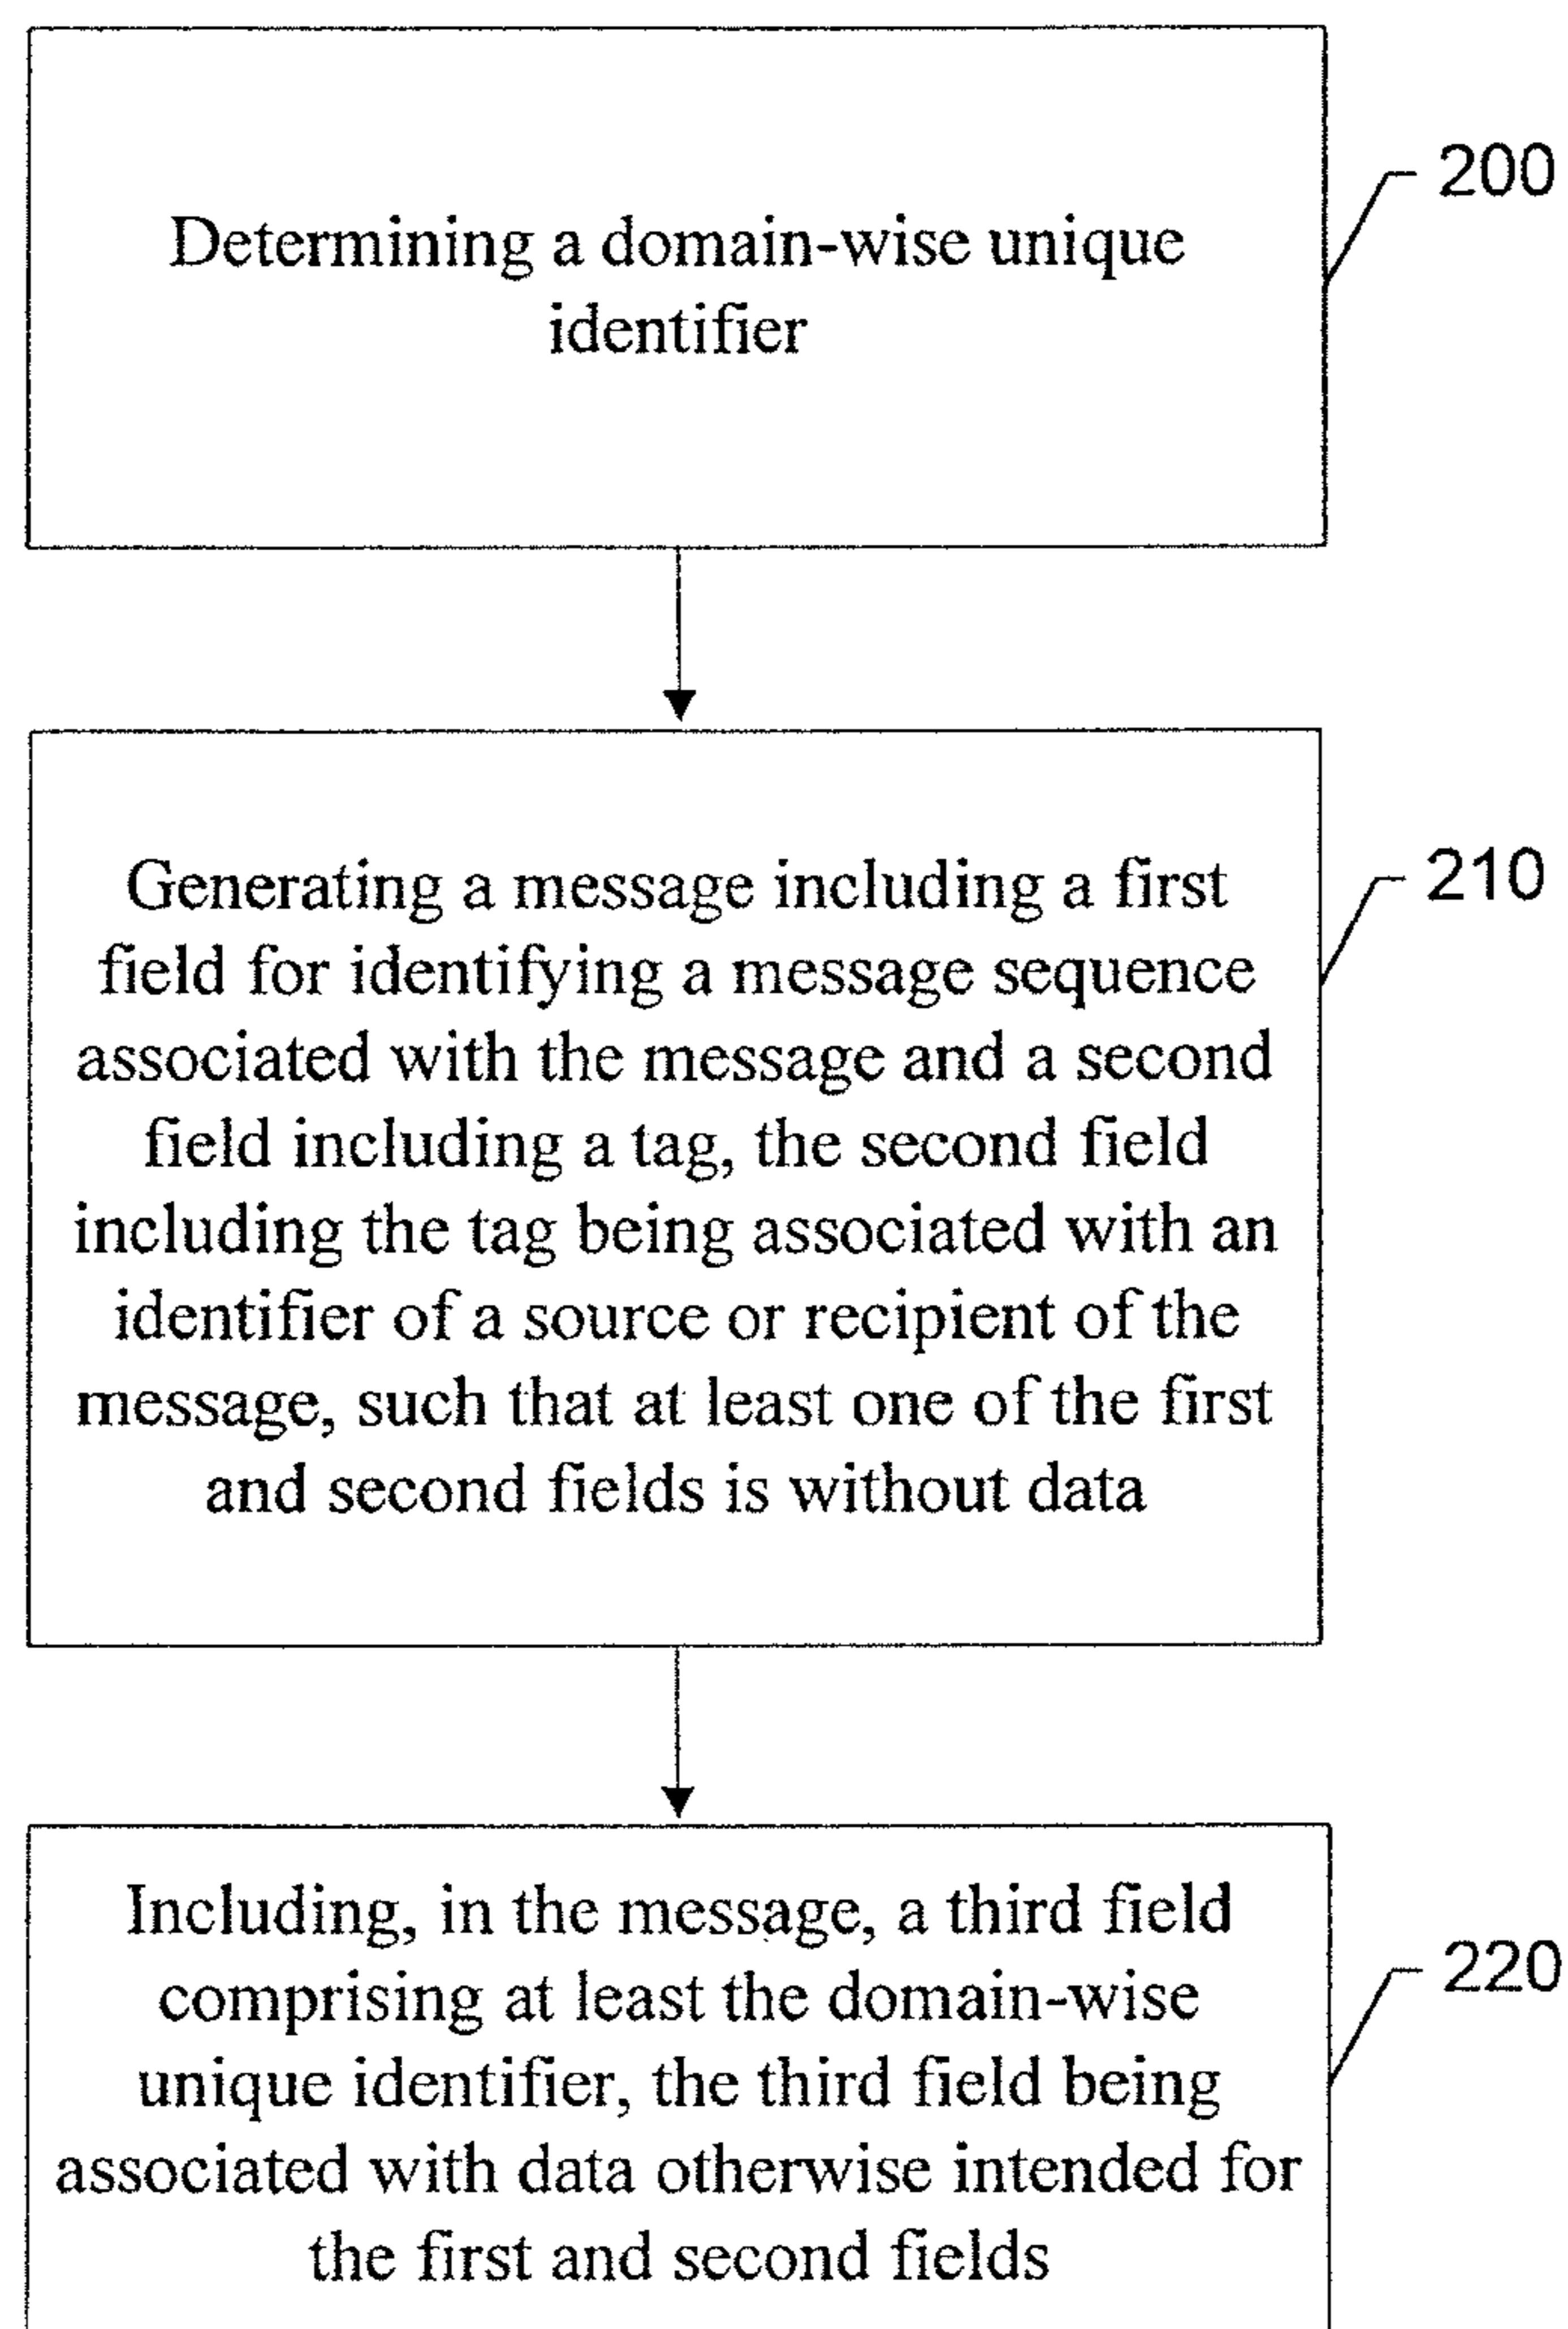 Determining a domain-wise unique
identifier
200
Generating a message including a first
field for identifying a message sequence
associated with the message and a second
field including a tag, the second field
including the tag being associated with an
identifier of a source or recipient of the
message, such that at least one of the first
and second fields is without data
210
Including, in the message, a third field
comprising at least the domain-wise
unique identifier, the third field being
associated with data otherwise intended for
the first and second fields
220